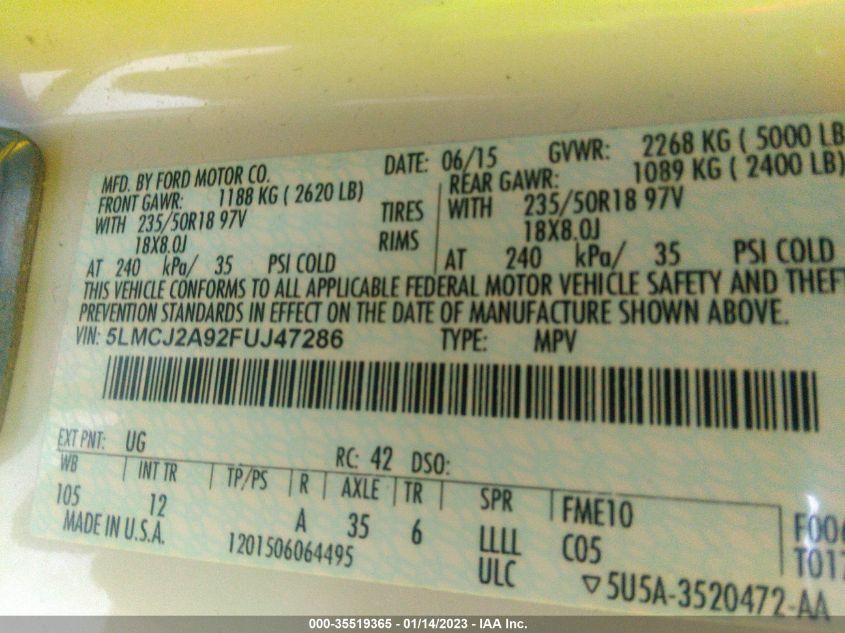 MFD. BY FORD MOTOR CO. DATE: 06/15 GVWR: 2268 KG ( 5000 LB
FRONT GAWR: 1188 KG ( 2620 LB) REAR GAWR: 1089 KG ( 2400 LB)
WITH 235/50R18 97V TIRES WITH 235/50R18 97V
18X8.0J RIMS 18X8.0J
AT 240 kPa/ 35 PSI COLD AT 240 kPa/ 35 PSI COLD
THIS VEHICLE CONFORMS TO ALL APPLICABLE FEDERAL MOTOR VEHICLE SAFETY AND THEFT
PREVENTION STANDARDS IN EFFECT ON THE DATE OF MANUFACTURE SHOWN ABOVE.
VIN: 5LMCJ2A92FUJ47286 TYPE: MPV
EXT PNT: UG RC: 42 DSO:
WB INT TR TP/PS R AXLE TR SPR FME10
105 12 A 35 6 LLLL C05 F006
MADE IN U.S.A. 1201506064495 ULC T017
▽5U5A-3520472-AA
000-35519365 - 01/14/2023 - IAA Inc.